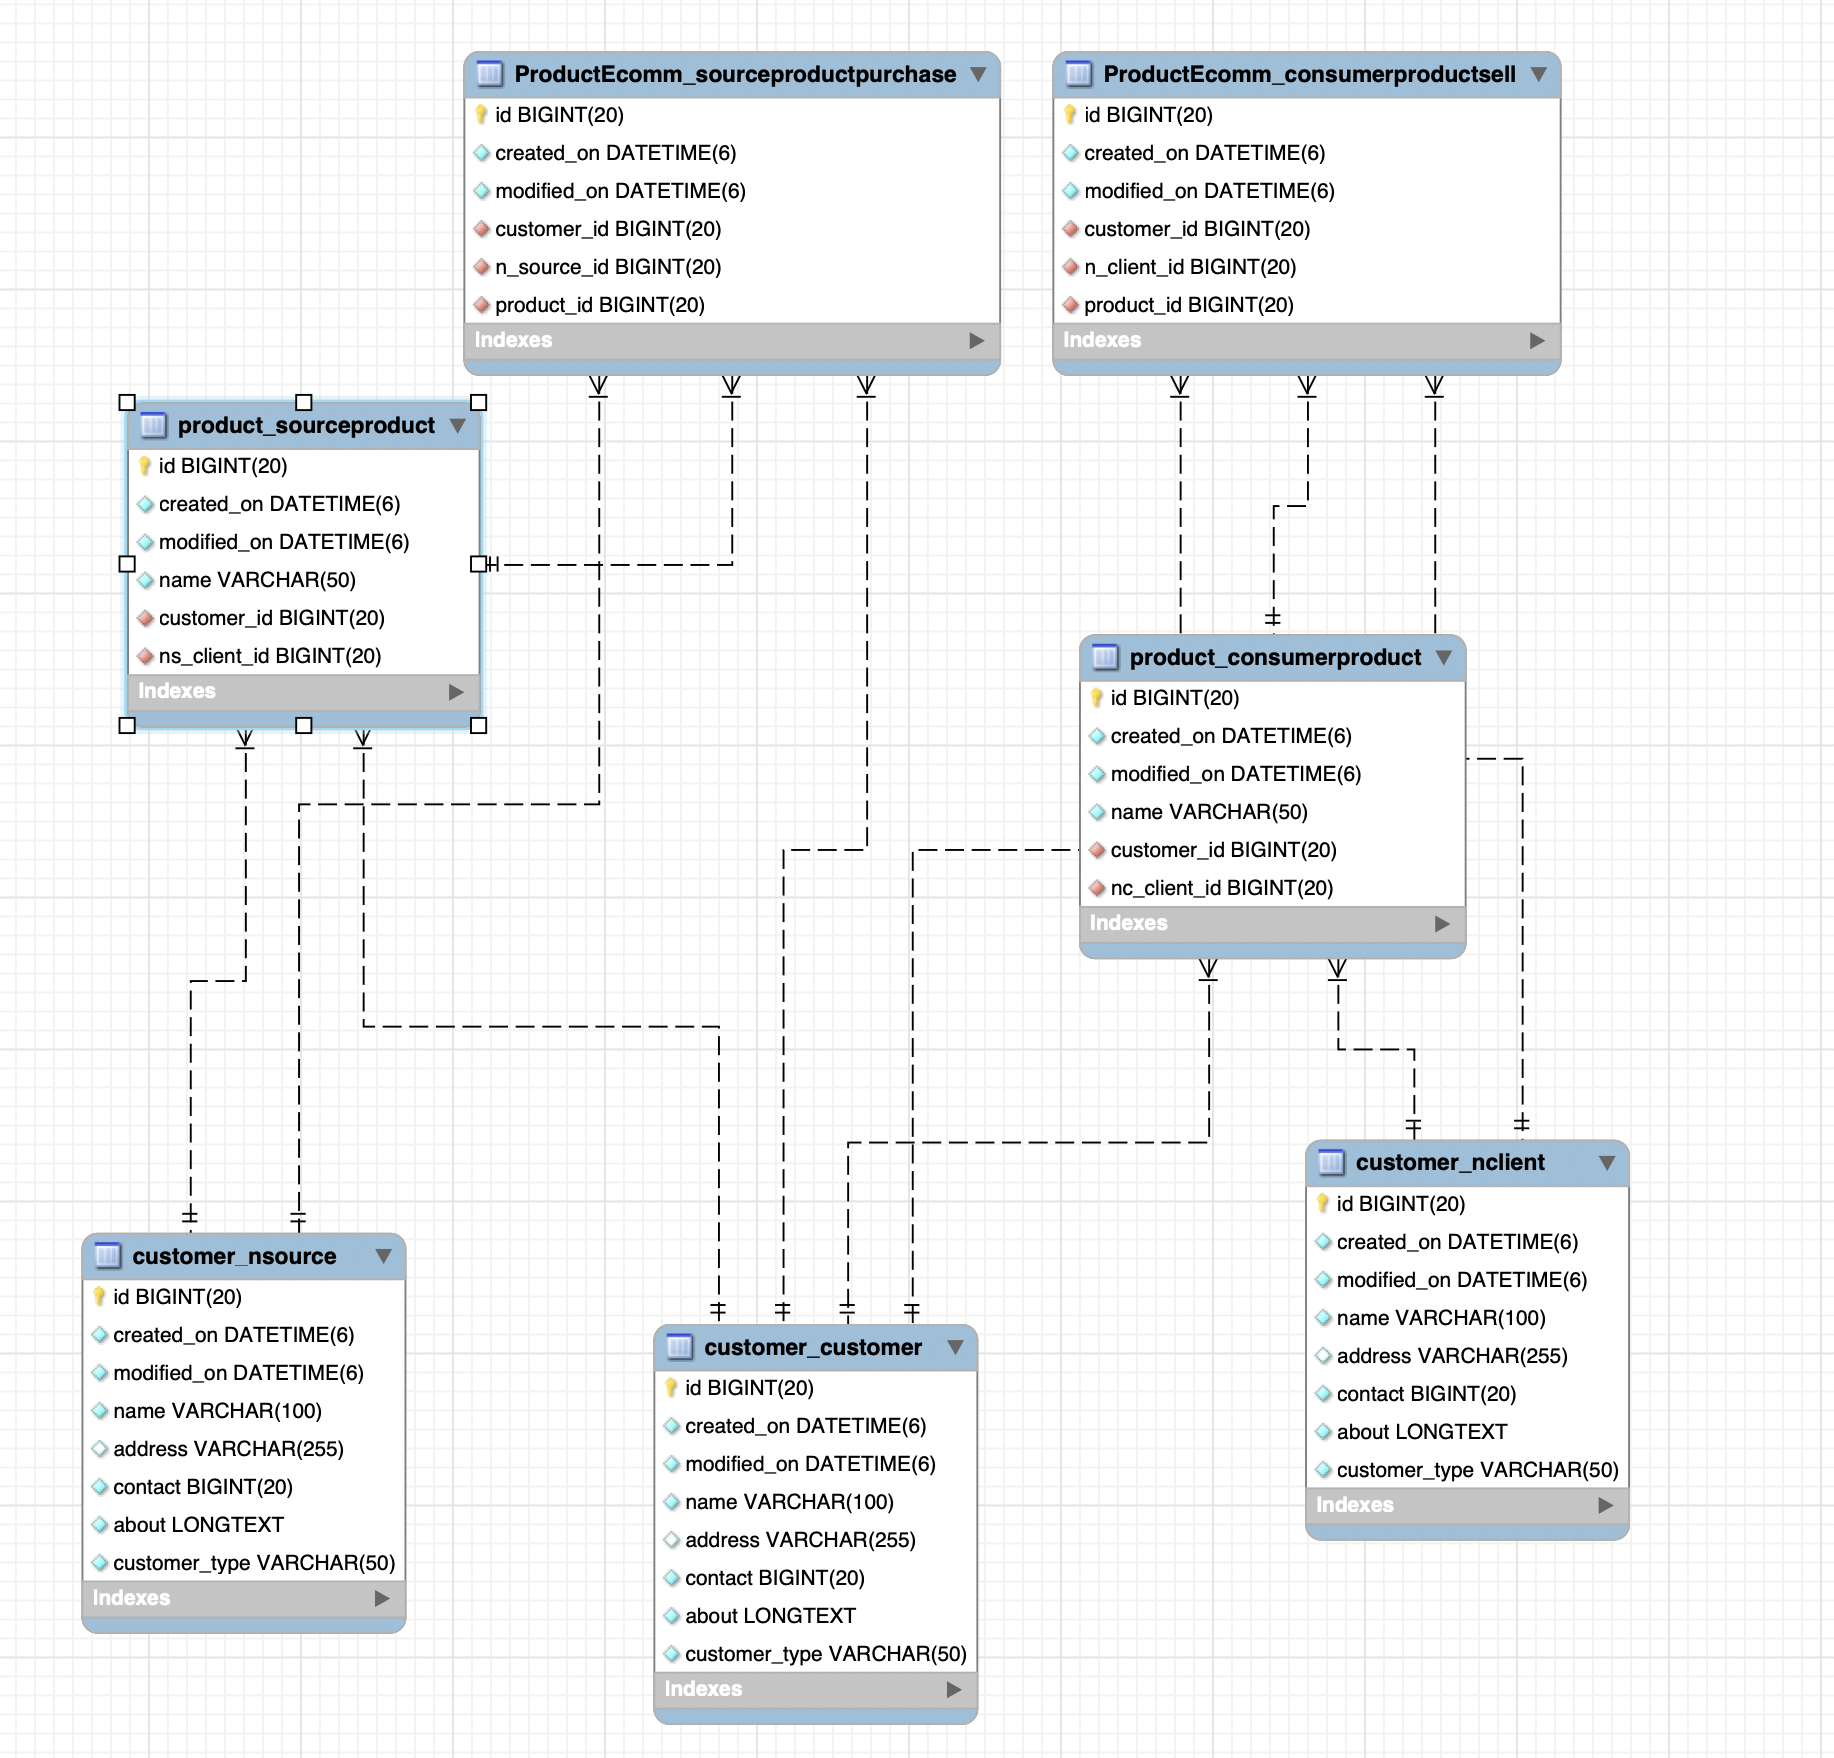 ProductEcomm_sourceproductpurchase
id BIGINT(20)
created_on DATETIME(6)
modified_on DATETIME(6)
customer_id BIGINT(20)
n_source_id BIGINT(20)
product_id BIGINT(20)
Indexes
ProductEcomm_consumerproductsell
id BIGINT(20)
created_on DATETIME(6)
modified_on DATETIME(6)
customer_id BIGINT(20)
n_client_id BIGINT(20)
product_id BIGINT(20)
Indexes
product_sourceproduct
id BIGINT(20)
created_on DATETIME(6)
modified_on DATETIME(6)
name VARCHAR(50)
customer_id BIGINT(20)
ns_client_id BIGINT(20)
Indexes
product_consumerproduct
id BIGINT(20)
created_on DATETIME(6)
modified_on DATETIME(6)
name VARCHAR(50)
customer_id BIGINT(20)
nc_client_id BIGINT(20)
Indexes
customer_nsource
id BIGINT(20)
created_on DATETIME(6)
modified_on DATETIME(6)
name VARCHAR(100)
address VARCHAR(255)
contact BIGINT(20)
about LONGTEXT
customer_type VARCHAR(50)
Indexes
customer_customer
id BIGINT(20)
created_on DATETIME(6)
modified_on DATETIME(6)
name VARCHAR(100)
address VARCHAR(255)
contact BIGINT(20)
about LONGTEXT
customer_type VARCHAR(50)
Indexes
customer_nclient
id BIGINT(20)
created_on DATETIME(6)
modified_on DATETIME(6)
name VARCHAR(100)
address VARCHAR(255)
contact BIGINT(20)
about LONGTEXT
customer_type VARCHAR(50)
Indexes